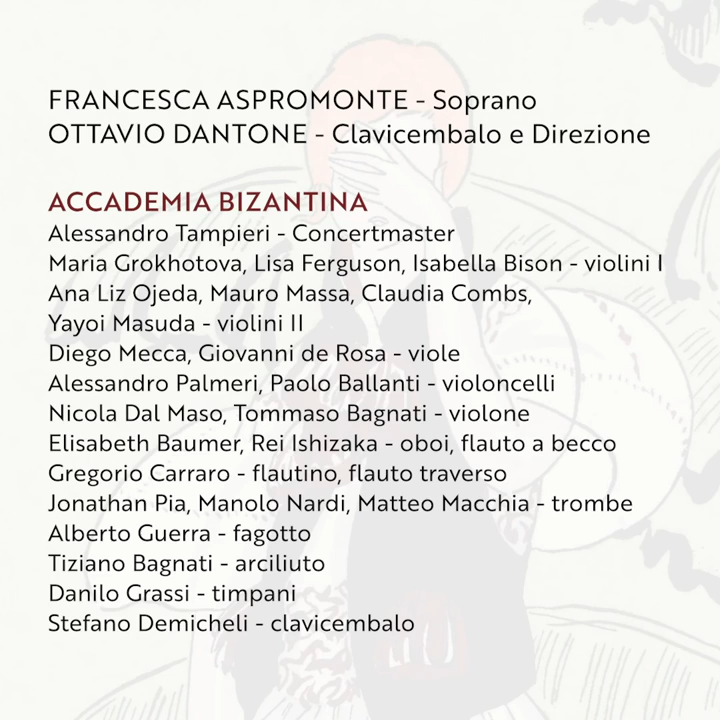 FRANCESCA ASPROMONTE - Soprano
OTTAVIO DANTONE - Clavicembalo e Direzione
ACCADEMIA BIZANTINA
Alessandro Tampieri - Concertmaster
Maria Grokhotova, Lisa Ferguson, Isabella Bison - violini I
Ana Liz Ojeda, Mauro Massa, Claudia Combs,
Yayoi Masuda - violini II
Diego Mecca, Giovanni de Rosa - viole
Alessandro Palmeri, Paolo Ballanti - violoncelli
Nicola Dal Maso, Tommaso Bagnati - violone
Elisabeth Baumer, Rei Ishizaka - oboi, flauto a becco
Gregorio Carraro - flautino, flauto traverso
Jonathan Pia, Manolo Nardi, Matteo Macchia - trombe
Alberto Guerra - fagotto
Tiziano Bagnati - arciliuto
Danilo Grassi - timpani
Stefano Demicheli - clavicembalo